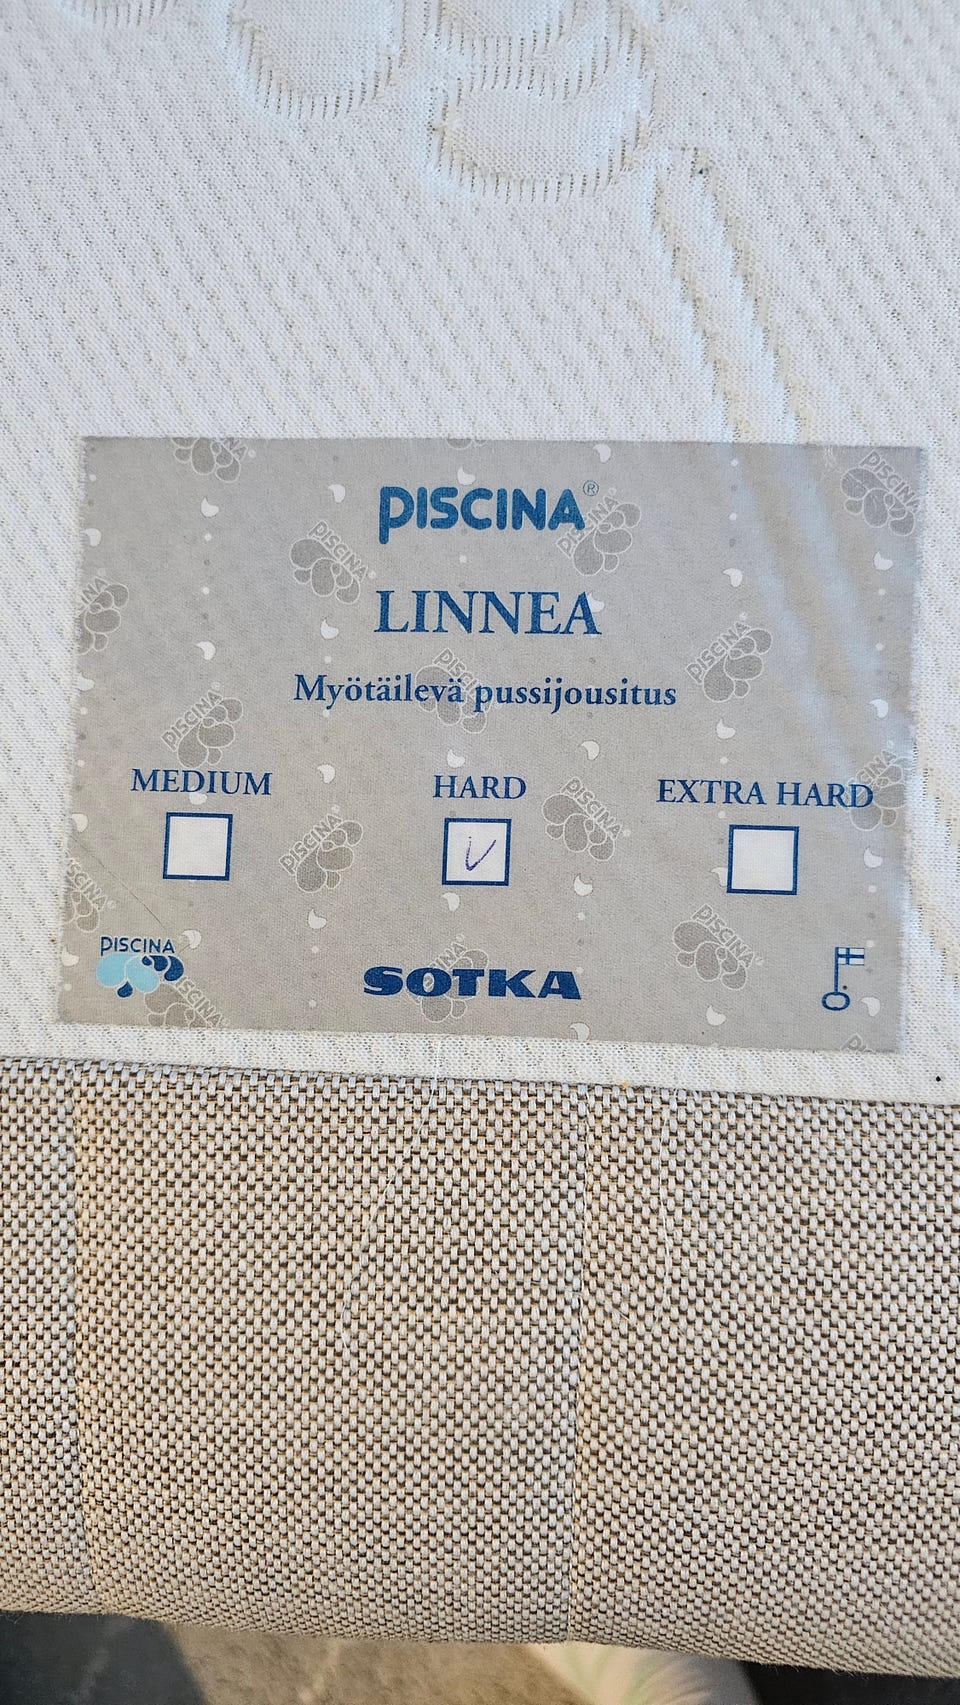 PISCINA®
LINNEA
Myötäilevä pussijousitus
MEDIUM HARD EXTRA HARD
PISCINA
SOTKA